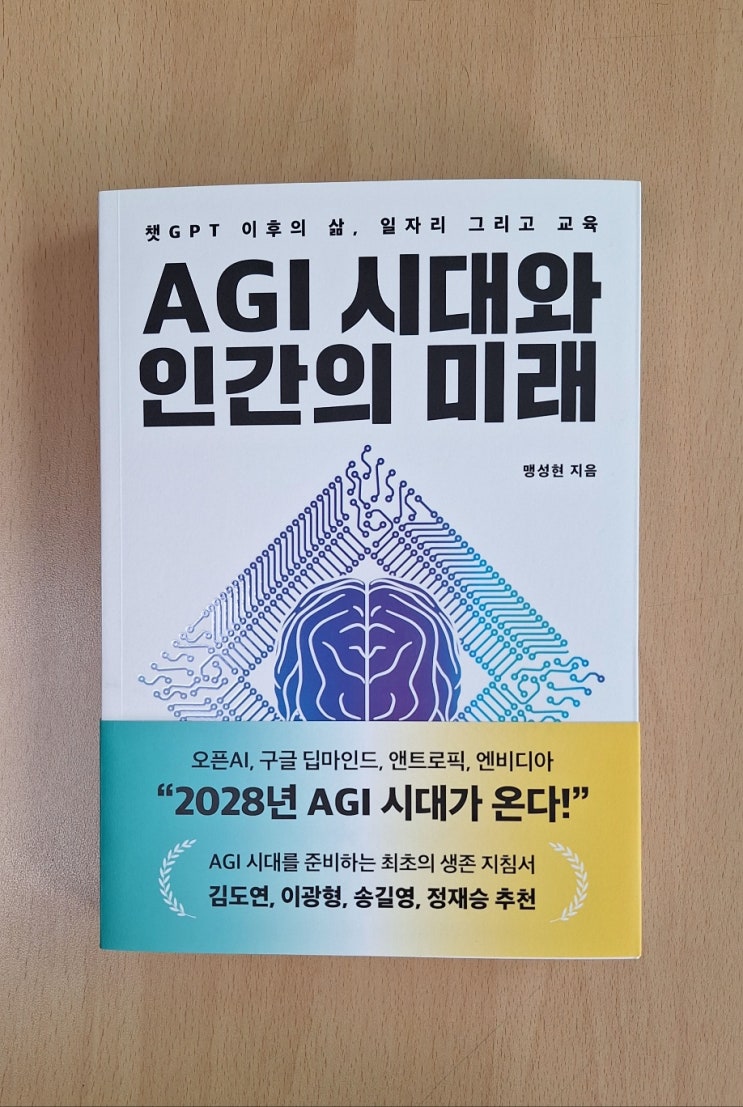 챗GPT 이후의 삶, 일자리 그리고 교육
AGI 시대와
인간의 미래
맹성현 지음
오픈AI, 구글 딥마인드, 앤트로픽, 엔비디아
“2028년 AGI 시대가 온다!”
AGI 시대를 준비하는 최초의 생존 지침서
김도연, 이광형, 송길영, 정재승 추천